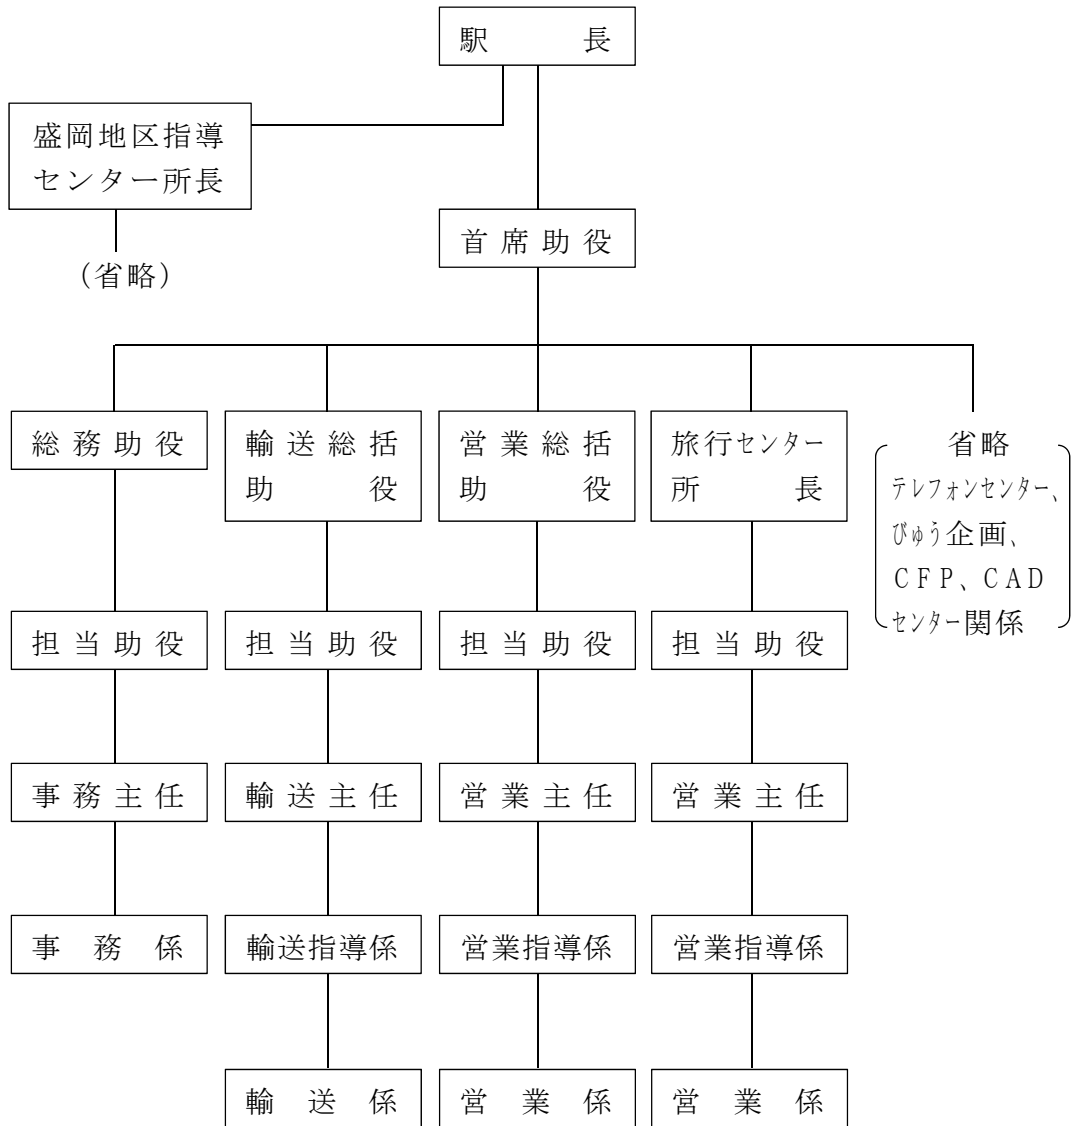 駅長
盛岡地区指導
センター所長
首席助役
(省略)
総務助役
輸送総括
助役
営業総括
助役
旅行センター
所長
省略
テレフォンセンター、
びゅう企画、
CFP、CAD
センター関係
担当助役
担当助役
担当助役
担当助役
事務主任
輸送主任
営業主任
営業主任
事務係
輸送指導係
営業指導係
営業指導係
輸送係
営業係
営業係